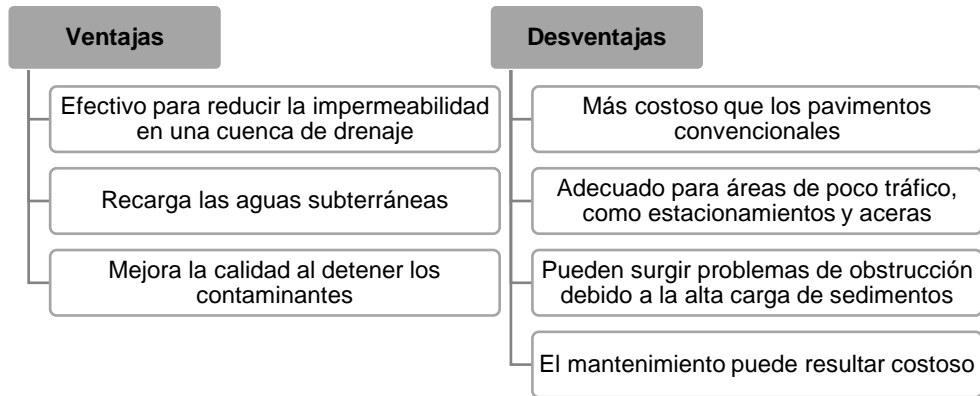 Ventajas
Efectivo para reducir la impermeabilidad
en una cuenca de drenaje
Recarga las aguas subterráneas
Mejora la calidad al detener los
contaminantes
Desventajas
Más costoso que los pavimentos
convencionales
Adecuado para áreas de poco tráfico,
como estacionamientos y aceras
Pueden surgir problemas de obstrucción
debido a la alta carga de sedimentos
El mantenimiento puede resultar costoso